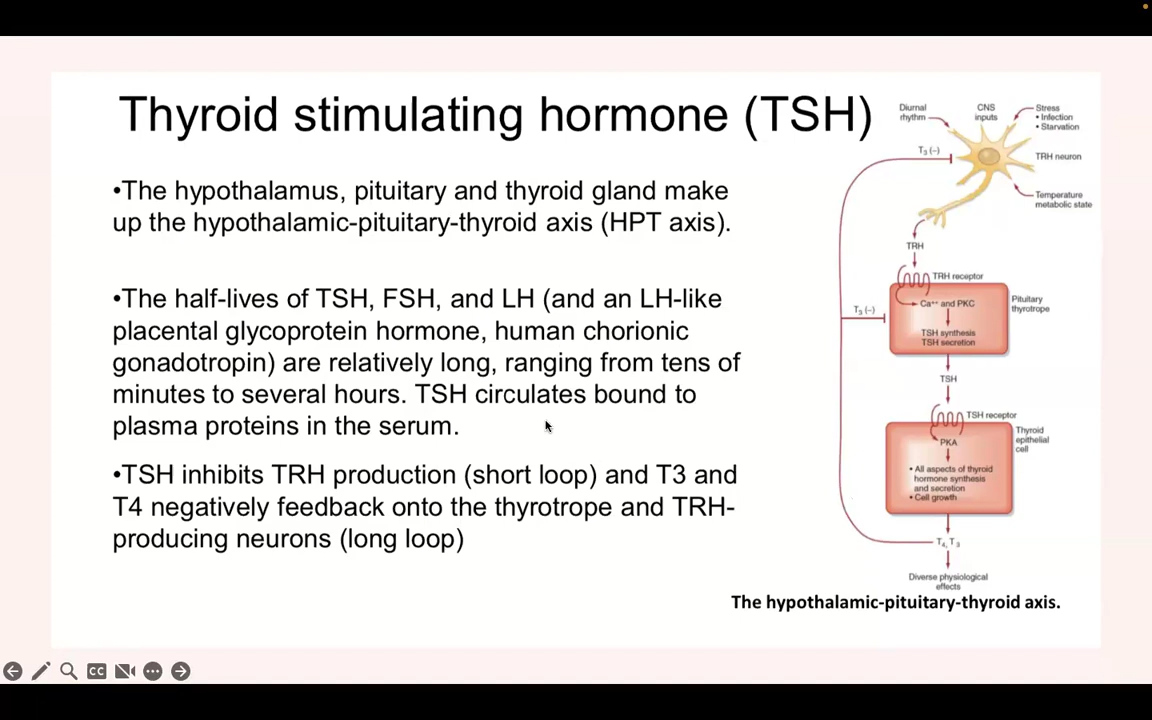 Thyroid stimulating hormone (TSH)
•The hypothalamus, pituitary and thyroid gland make
up the hypothalamic-pituitary-thyroid axis (HPT axis).
•The half-lives of TSH, FSH, and LH (and an LH-like
placental glycoprotein hormone, human chorionic
gonadotropin) are relatively long, ranging from tens of
minutes to several hours. TSH circulates bound to
plasma proteins in the serum.
•TSH inhibits TRH production (short loop) and T3 and
T4 negatively feedback onto the thyrotrope and TRH-
producing neurons (long loop)
Diurnal
rhythm
CNS
inputs
Stress
• Infection
• Starvation
T₃ (−)
TRH neuron
Temperature
metabolic state
TRH
TRH receptor
Ca⁺⁺ and PKC
TSH synthesis
TSH secretion
Pituitary
thyrotrope
T₃ (−)
TSH
TSH receptor
PKA
Thyroid
epithelial
cell
• All aspects of thyroid
hormone synthesis
and secretion
• Cell growth
T₄, T₃
Diverse physiological
effects
The hypothalamic-pituitary-thyroid axis.
CC